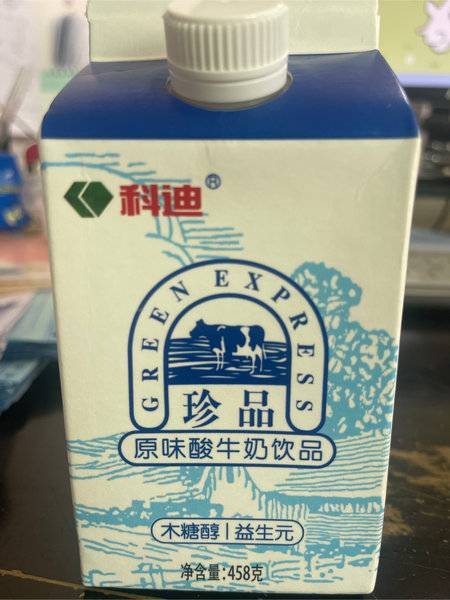 科迪®
GREEN EXPRESS
珍品
原味酸牛奶饮品
木糖醇|益生元
净含量:458克